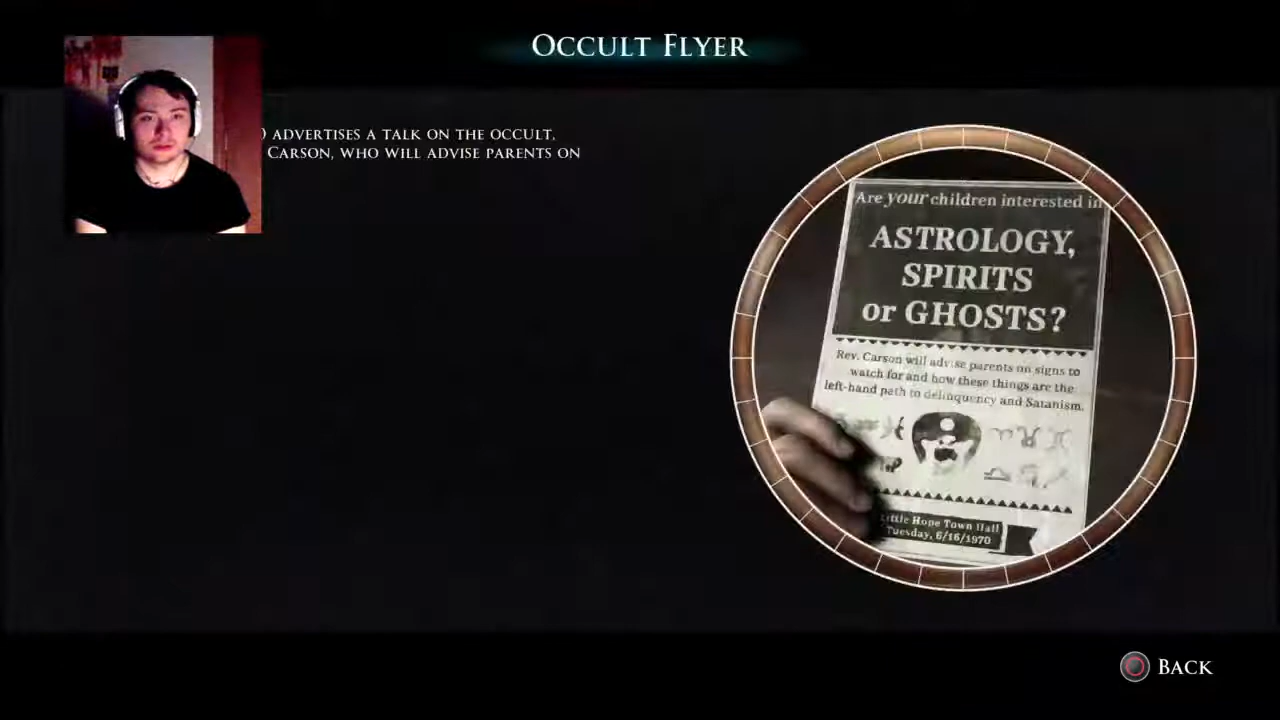 OCCULT FLYER
ADVERTISES A TALK ON THE OCCULT,
CARSON, WHO WILL ADVISE PARENTS ON
Are your children interested in
ASTROLOGY,
SPIRITS
or GHOSTS?
Rev. Carson will advise parents on signs to
watch for and how these things are the
left-hand path to delinquency and Satanism.
Little Hope Town Hall
Tuesday, 6/16/1970
BACK